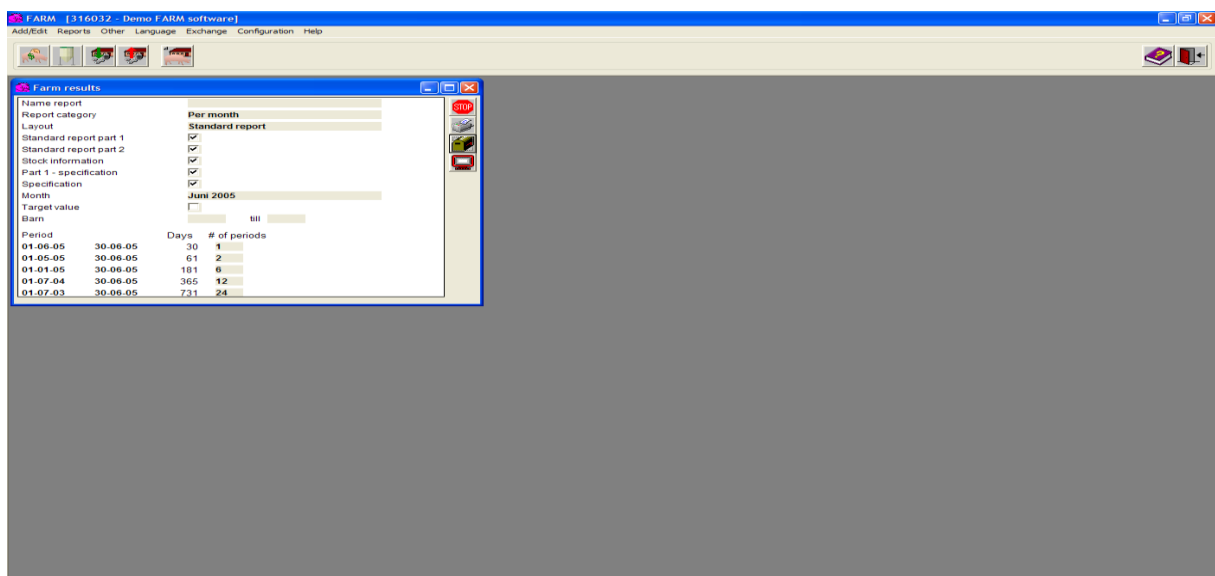 FARM [316032 - Demo FARM software]
Add/Edit Reports Other Language Exchange Configuration Help
Farm results
Name report
STOP
Report category Per month
Layout Standard report
Standard report part 1
Standard report part 2
Stock information
Part 1 - specification
Specification
Month Juni 2005
Target value
Barn till
Period Days # of periods
01-06-05 30-06-05 30 1
01-05-05 30-06-05 61 2
01-01-05 30-06-05 181 6
01-07-04 30-06-05 365 12
01-07-03 30-06-05 731 24